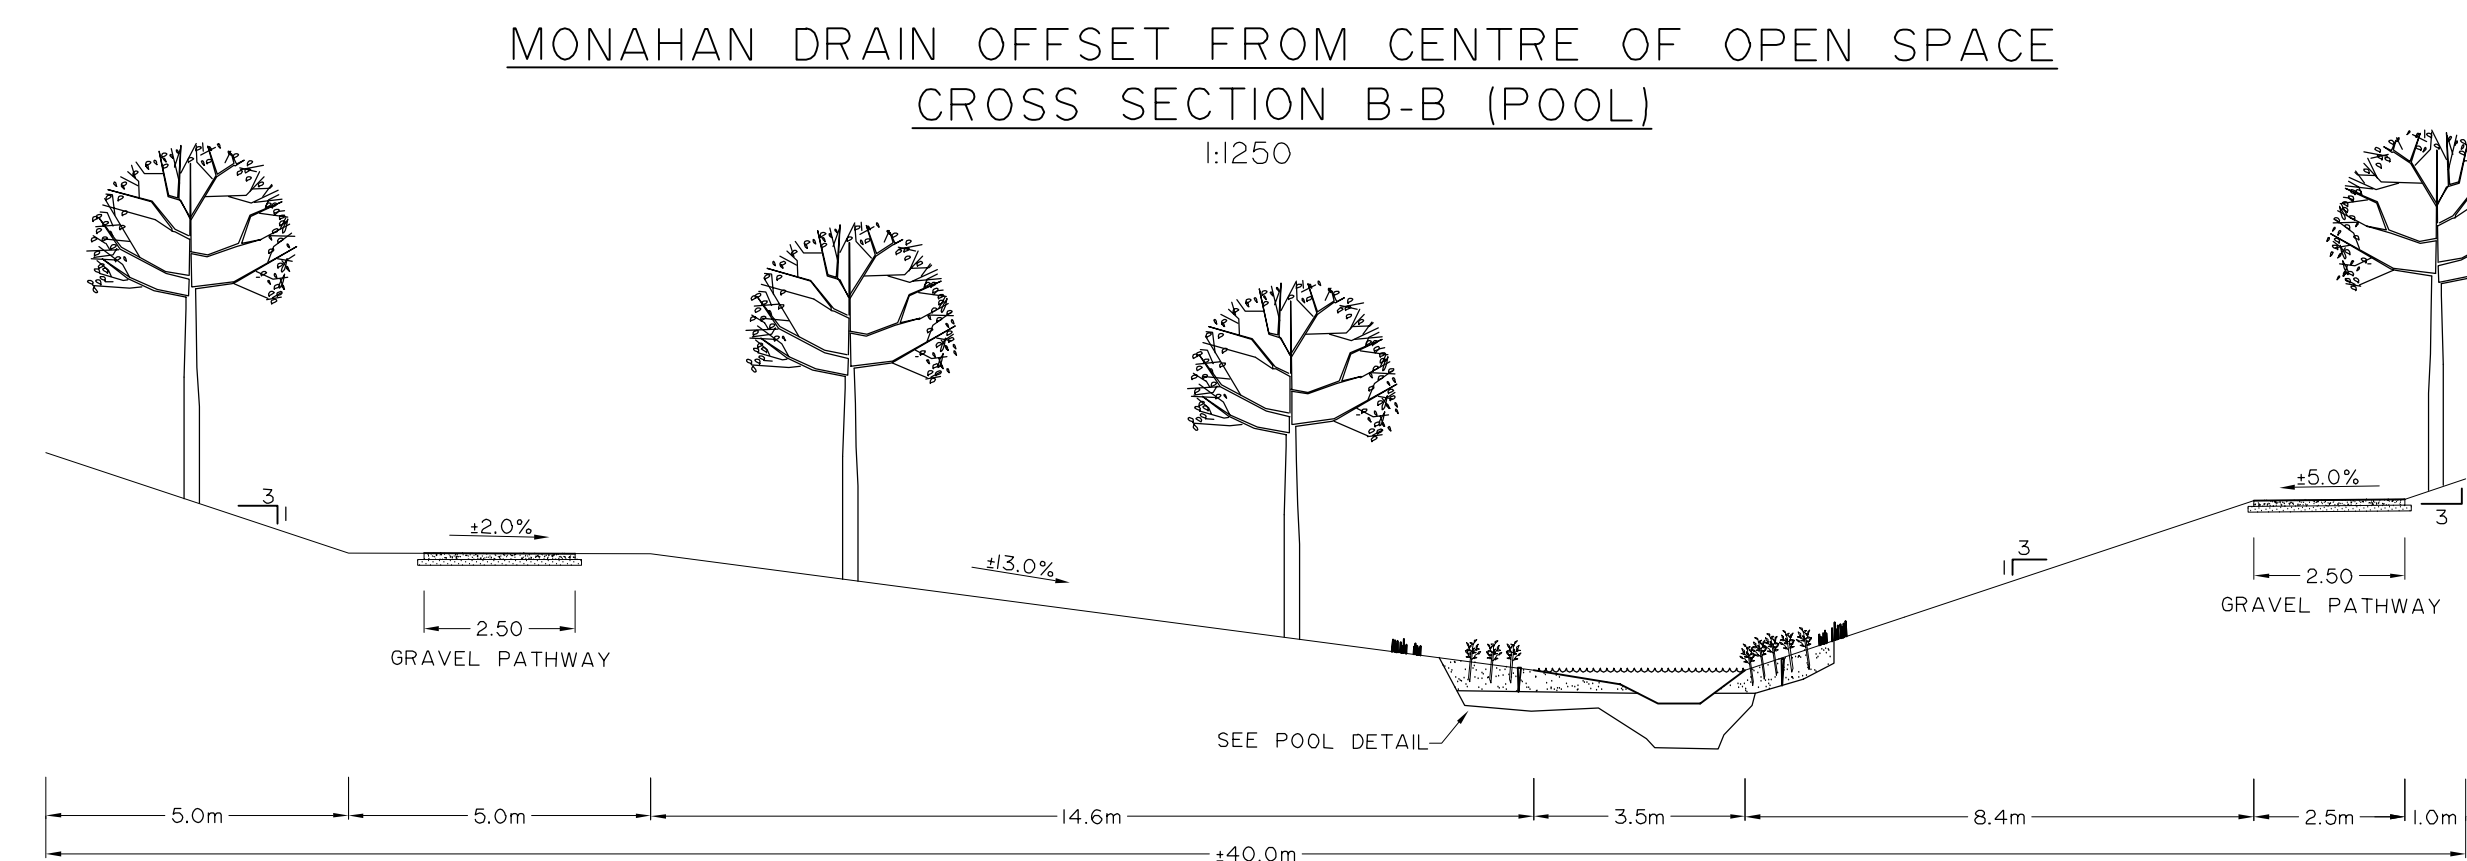 MONAHAN DRAIN OFFSET FROM CENTRE OF OPEN SPACE
CROSS SECTION B-B (POOL)
1:1250
3
1
±2.0%
2.50
GRAVEL PATHWAY
±13.0%
SEE POOL DETAIL
3
1
±5.0%
3
2.50
GRAVEL PATHWAY
5.0m
5.0m
14.6m
3.5m
8.4m
2.5m
1.0m
±40.0m